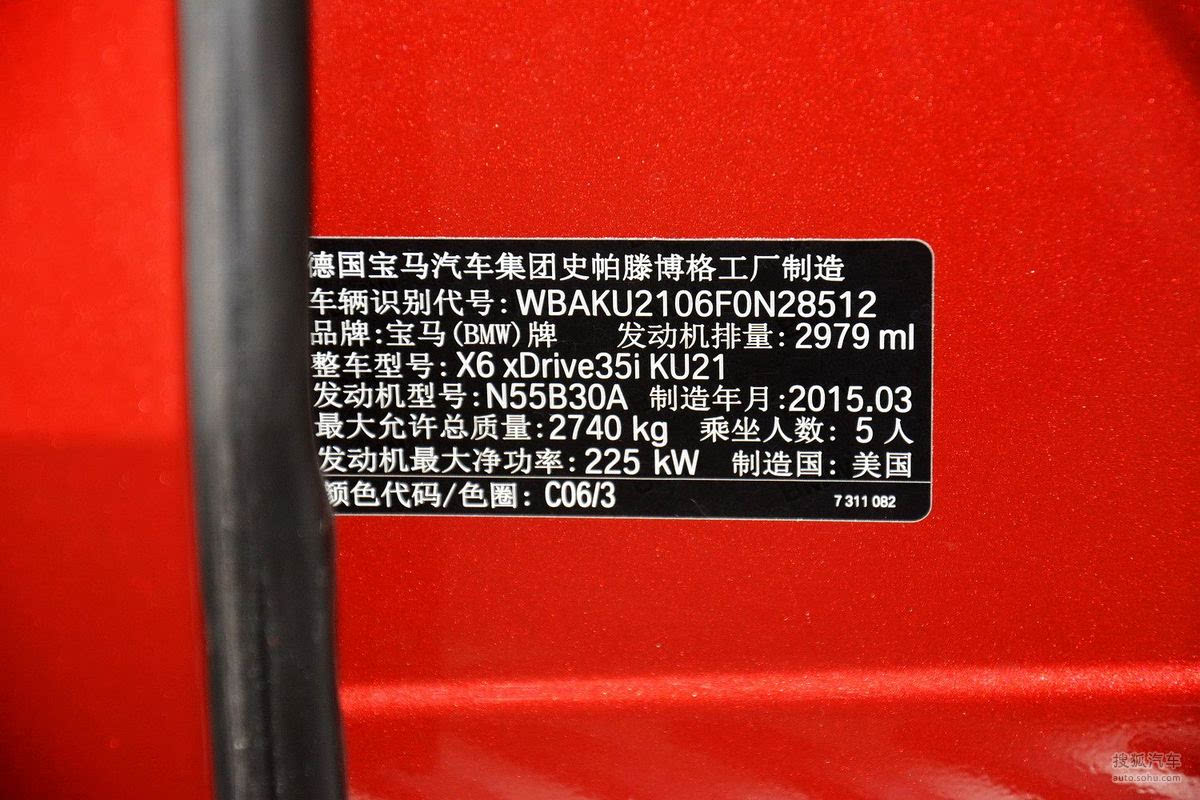 德国宝马汽车集团史帕滕博格工厂制造
车辆识别代号: WBAKU2106F0N28512
品牌:宝马(BMW)牌 发动机排量: 2979 ml
整车型号: X6 xDrive35i KU21
发动机型号:N55B30A 制造年月:2015.03
最大允许总质量:2740 kg 乘坐人数: 5 人
发动机最大净功率: 225 kW 制造国: 美国
颜色代码/色圈: C06/3 7 311 082
搜狐汽车
auto.sohu.com